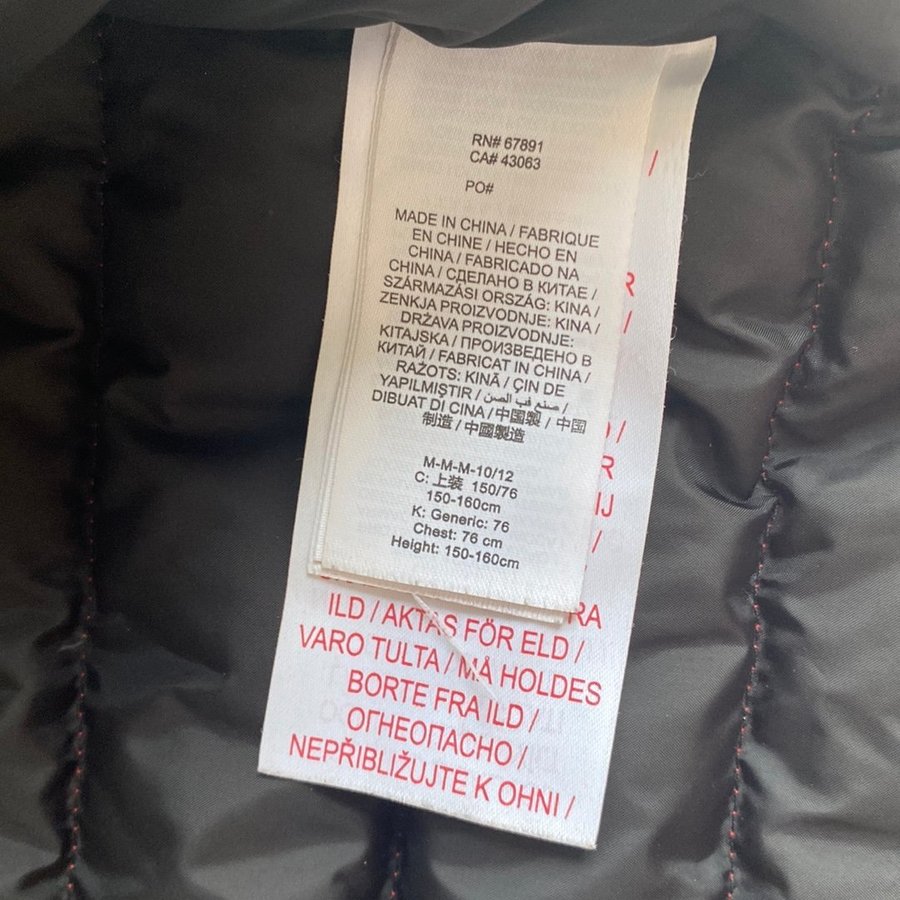 RN# 67891
CA# 43063
PO#
MADE IN CHINA / FABRIQUE
EN CHINE / HECHO EN
CHINA / FABRICADO NA
CHINA / СДЕЛАНО В КИТАЕ /
SZÁRMAZÁSI ORSZÁG: KINA /
ZENKJA PROIZVODNJE: KINA /
DRŽAVA PROIZVODNJE:
KITAJSKA / ПРОИЗВЕДЕНО В
КИТАЙ / FABRICAT IN CHINA /
RAŽOTS: KINĀ / ÇIN DE
YAPILMIŞTIR / صنع فب الصن /
DIBUAT DI CINA / 中国製 / 中国
制造 / 中國製造
M-M-M-10/12
C: 上装 150/76
150-160cm
K: Generic: 76
Chest: 76 cm
Height: 150-160cm
/
R
/
/
R
IJ
/
RA
ILD / AKTAS FÖR ELD /
VARO TULTA / MÅ HOLDES
BORTE FRA ILD /
ОГНЕОПАСНО /
NEPŘIBLIŽUJTE K OHNI /